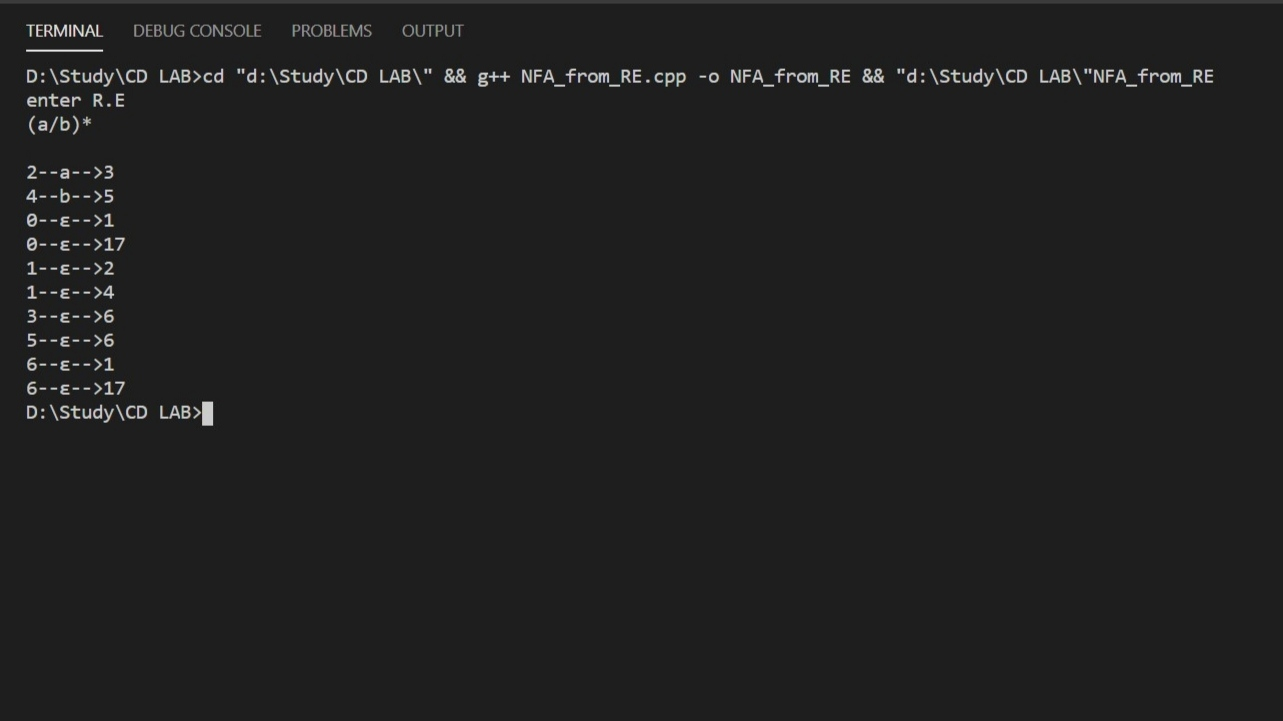 TERMINAL DEBUG CONSOLE PROBLEMS OUTPUT
D:\Study\CD LAB>cd "d:\Study\CD LAB\" && g++ NFA_from_RE.cpp -o NFA_from_RE && "d:\Study\CD LAB\"NFA_from_RE
enter R.E
(a/b)*
2--a-->3
4--b-->5
0--ε-->1
0--ε-->17
1--ε-->2
1--ε-->4
3--ε-->6
5--ε-->6
6--ε-->1
6--ε-->17
D:\Study\CD LAB>